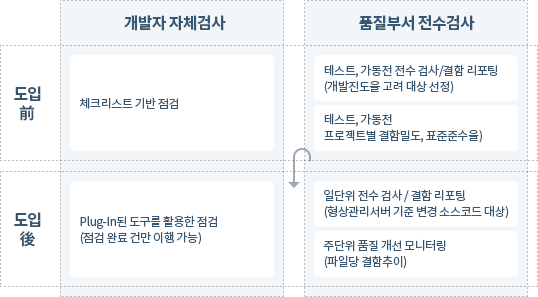 개발자 자체검사
품질부서 전수검사
도입
前
체크리스트 기반 점검
테스트, 가동전 전수 검사/결함 리포팅
(개발진도율 고려 대상 선정)
테스트, 가동전
프로젝트별 결함밀도, 표준준수율)
도입
後
Plug-In된 도구를 활용한 점검
(점검 완료 건만 이행 가능)
일단위 전수 검사 / 결함 리포팅
(형상관리서버 기준 변경 소스코드 대상)
주단위 품질 개선 모니터링
(파일당 결함추이)